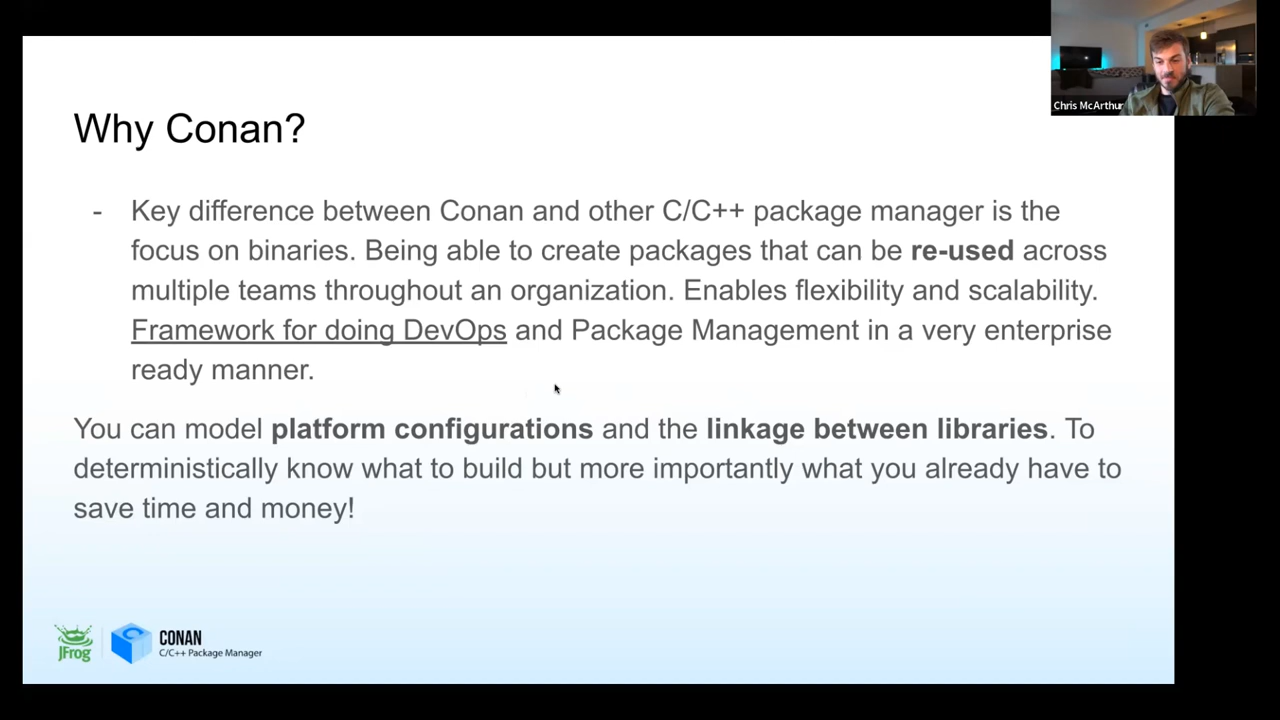 Chris McArthur
Why Conan?
- Key difference between Conan and other C/C++ package manager is the
focus on binaries. Being able to create packages that can be re-used across
multiple teams throughout an organization. Enables flexibility and scalability.
Framework for doing DevOps and Package Management in a very enterprise
ready manner.
You can model platform configurations and the linkage between libraries. To
deterministically know what to build but more importantly what you already have to
save time and money!
JFrog
CONAN
C/C++ Package Manager